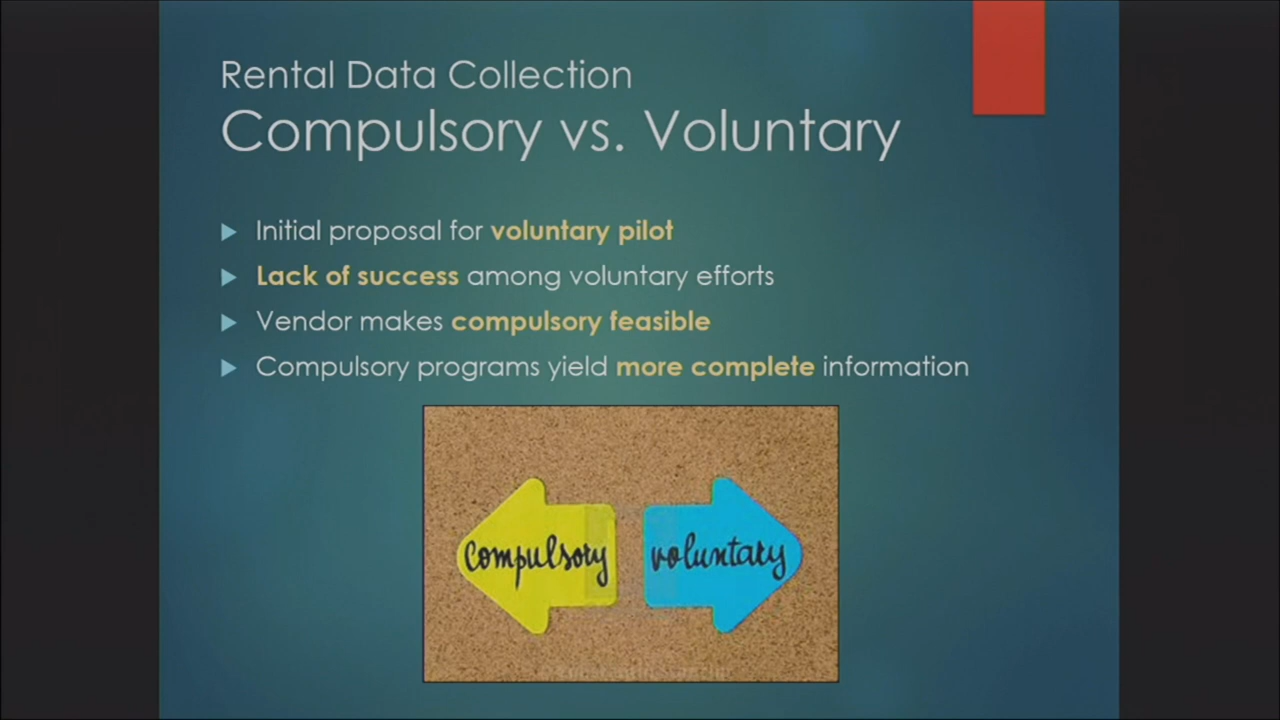 Rental Data Collection
Compulsory vs. Voluntary
Initial proposal for voluntary pilot
Lack of success among voluntary efforts
Vendor makes compulsory feasible
Compulsory programs yield more complete information
compulsory
voluntary